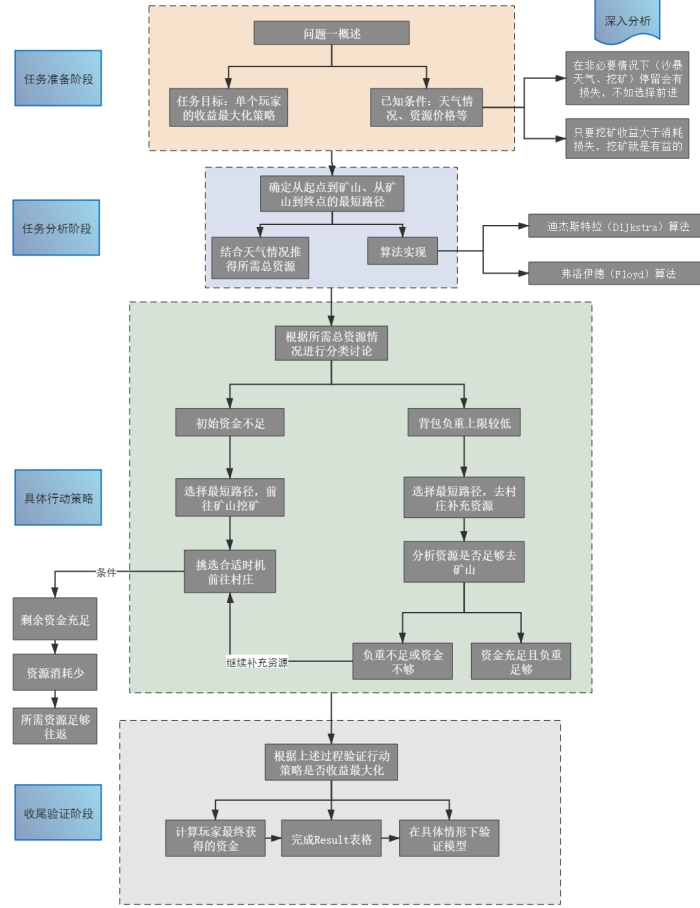 深入分析
问题一概述
任务准备阶段
任务目标：单个玩家
的收益最大化策略
已知条件：天气情
况、资源价格等
在非必要情况下（沙暴
天气、挖矿）停留会有
损失，不如选择前进
只要挖矿收益大于消耗
损失，挖矿就是有益的
任务分析阶段
确定从起点到矿山、从矿
山到终点的最短路径
结合天气情况推
得所需总资源
算法实现
迪杰斯特拉（Dijkstra）算法
弗洛伊德（Floyd）算法
根据所需总资源情
况进行分类讨论
初始资金不足
背包负重上限较低
具体行动策略
选择最短路径，前
往矿山挖矿
选择最短路径，去村
庄补充资源
挑选合适时机
前往村庄
分析资源是否足够去
矿山
条件
剩余资金充足
资源消耗少
所需资源足够
往返
继续补充资源
负重不足或资金
不够
资金充足且负重
足够
收尾验证阶段
根据上述过程验证行动
策略是否收益最大化
计算玩家最终获
得的资金
完成Result表格
在具体情形下验
证模型